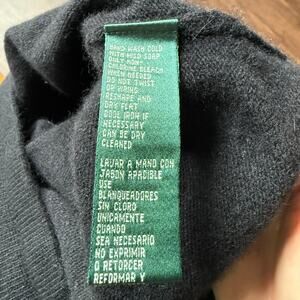 HAND WASH COLD
WITH MILD SOAP
ONLY NON-
CHLORINE BLEACH
WHEN NEEDED
DO NOT TWIST
OR WRING
RESHAPE AND
DRY FLAT
COOL IRON IF
NECESSARY
CAN BE DRY
CLEANED
LAVAR A MANO CON
JABON APACIBLE
USE
BLANQUEADORES
SIN CLORO
UNICAMENTE
CUANDO
SEA NECESARIO
NO EXPRIMIR
O RETORCER
REFORMAR Y